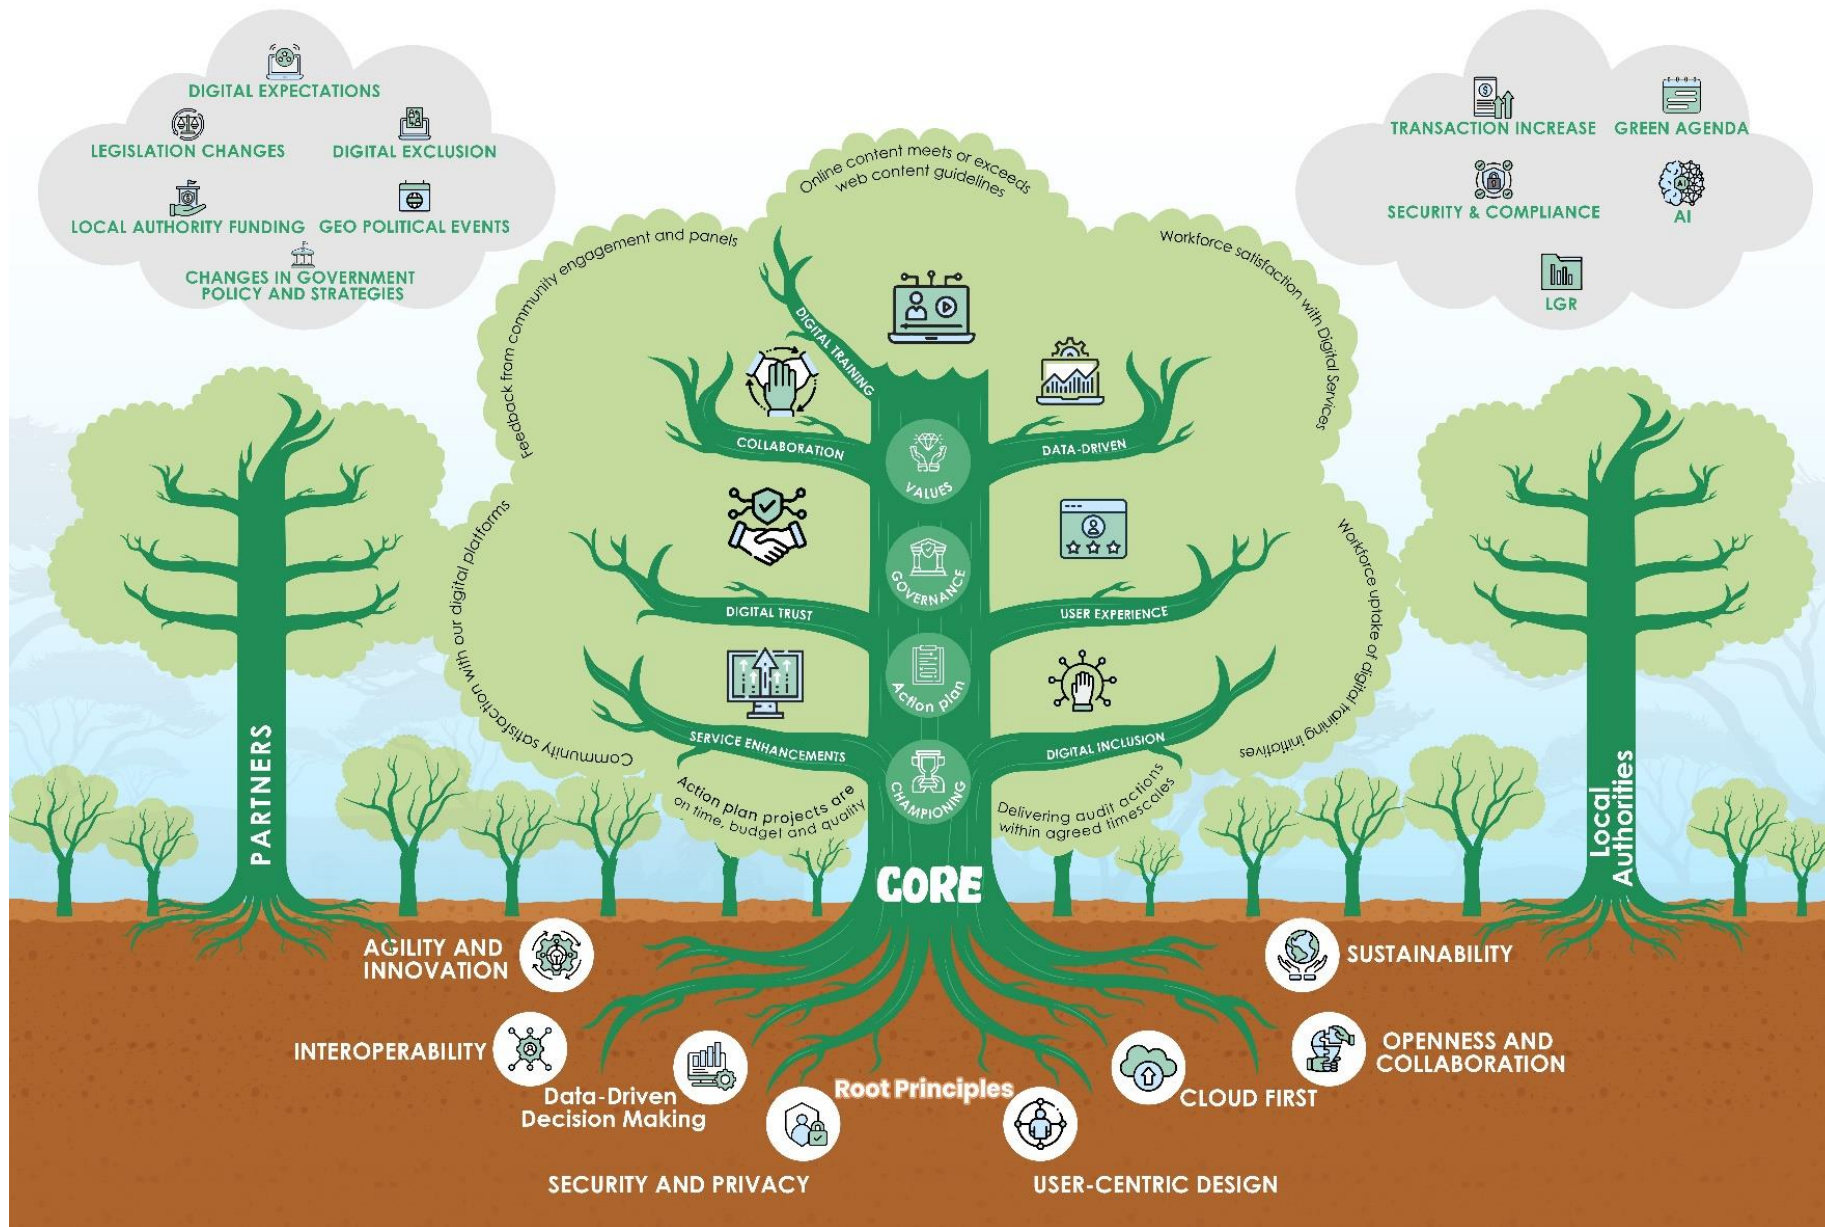 DIGITAL EXPECTATIONS
LEGISLATION CHANGES
DIGITAL EXCLUSION
LOCAL AUTHORITY FUNDING
GEO POLITICAL EVENTS
CHANGES IN GOVERNMENT
POLICY AND STRATEGIES
TRANSACTION INCREASE
GREEN AGENDA
SECURITY & COMPLIANCE
AI
AI
LGR
Online content meets or exceeds
web content guidelines
Feedback from community engagement and panels
Workforce satisfaction with Digital Services
Community satisfaction with our digital platforms
Workforce uptake of digital training initiatives
Action plan projects are
on time, budget and quality
Delivering audit actions
within agreed timescales
DIGITAL TRAINING
COLLABORATION
DATA-DRIVEN
VALUES
GOVERNANCE
DIGITAL TRUST
USER EXPERIENCE
Action plan
SERVICE ENHANCEMENTS
DIGITAL INCLUSION
CHAMPIONING
CORE
PARTNERS
Local
Authorities
AGILITY AND
INNOVATION
SUSTAINABILITY
INTEROPERABILITY
OPENNESS AND
COLLABORATION
Data-Driven
Decision Making
Root Principles
CLOUD FIRST
SECURITY AND PRIVACY
USER-CENTRIC DESIGN